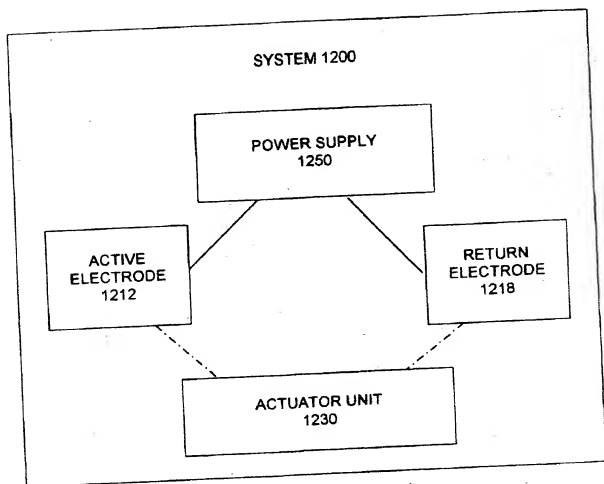 SYSTEM 1200
POWER SUPPLY
1250
ACTIVE
ELECTRODE
1212
RETURN
ELECTRODE
1218
ACTUATOR UNIT
1230